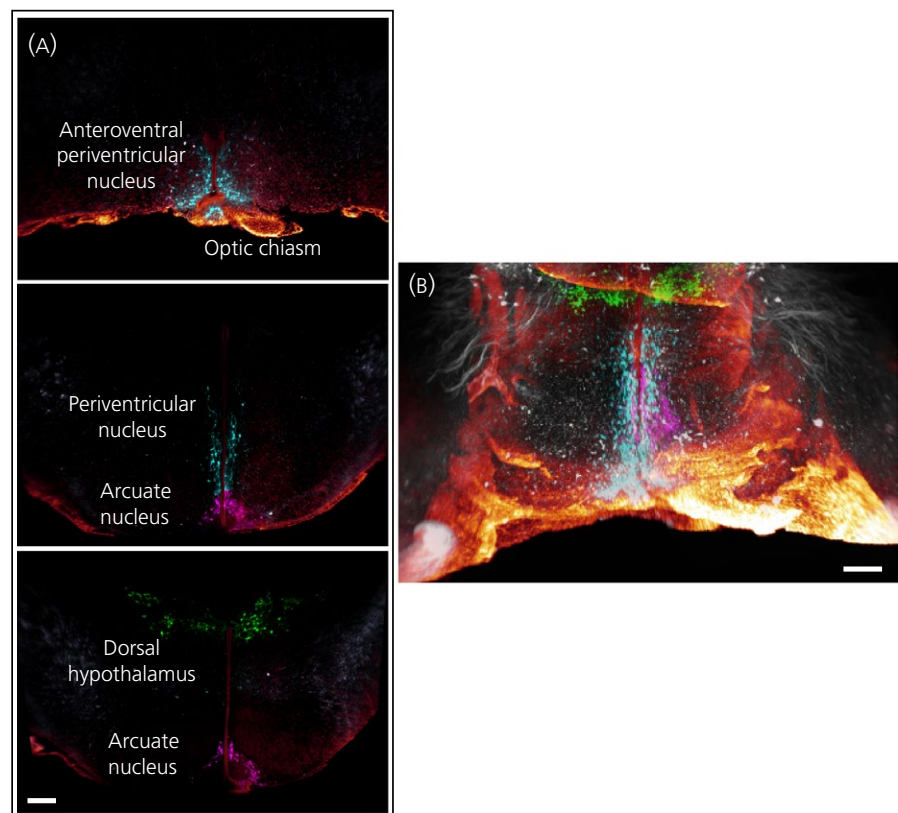 (A)
Anteroventral
periventricular
nucleus
Optic chiasm
Periventricular
nucleus
Arcuate
nucleus
Dorsal
hypothalamus
Arcuate
nucleus
(B)